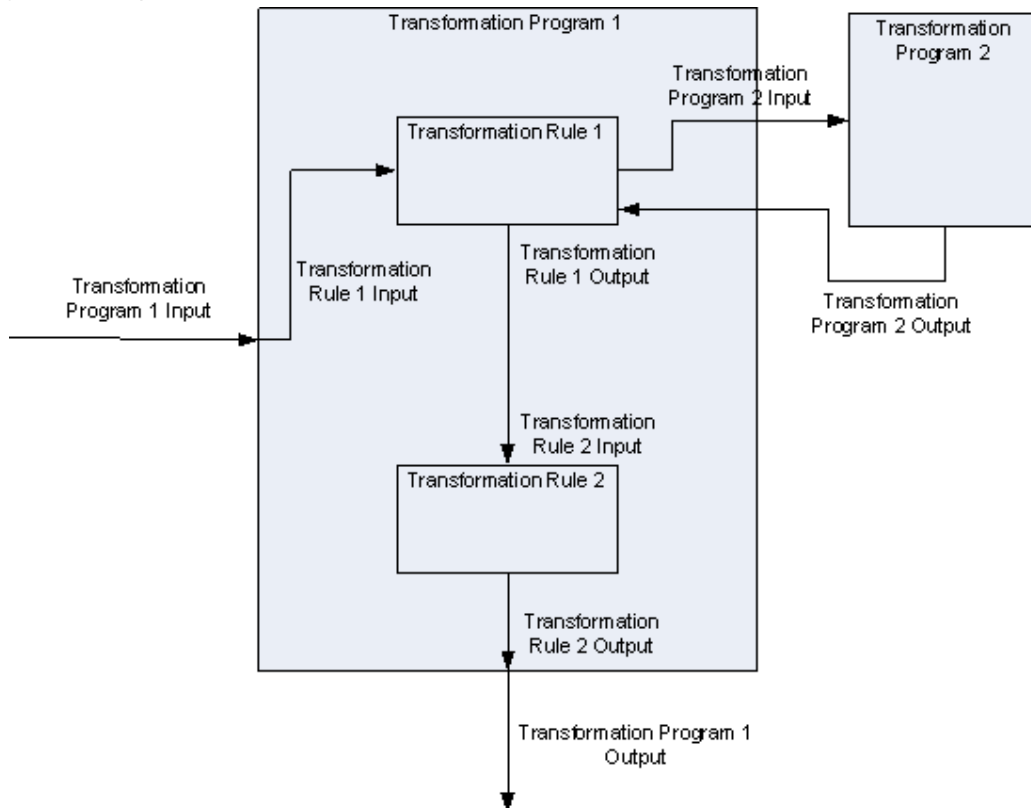 Transformation Program 1
Transformation
Program 2
Transformation
Program 2 Input
Transformation Rule 1
Transformation
Rule 1 Output
Transformation
Rule 1 Input
Transformation
Program 1 Input
Transformation
Program 2 Output
Transformation
Rule 2 Input
Transformation Rule 2
Transformation
Rule 2 Output
Transformation Program 1
Output